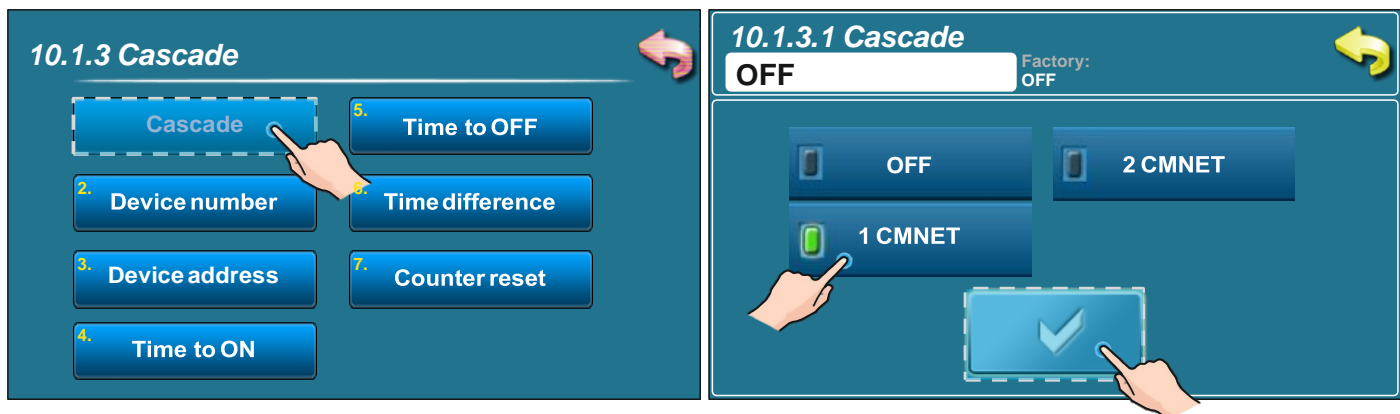 10.1.3 Cascade
Cascade
5.
Time to OFF
2.
Device number
6.
Time difference
3.
Device address
7.
Counter reset
4.
Time to ON
10.1.3.1 Cascade
OFF
Factory:
OFF
OFF
2 CMNET
1 CMNET